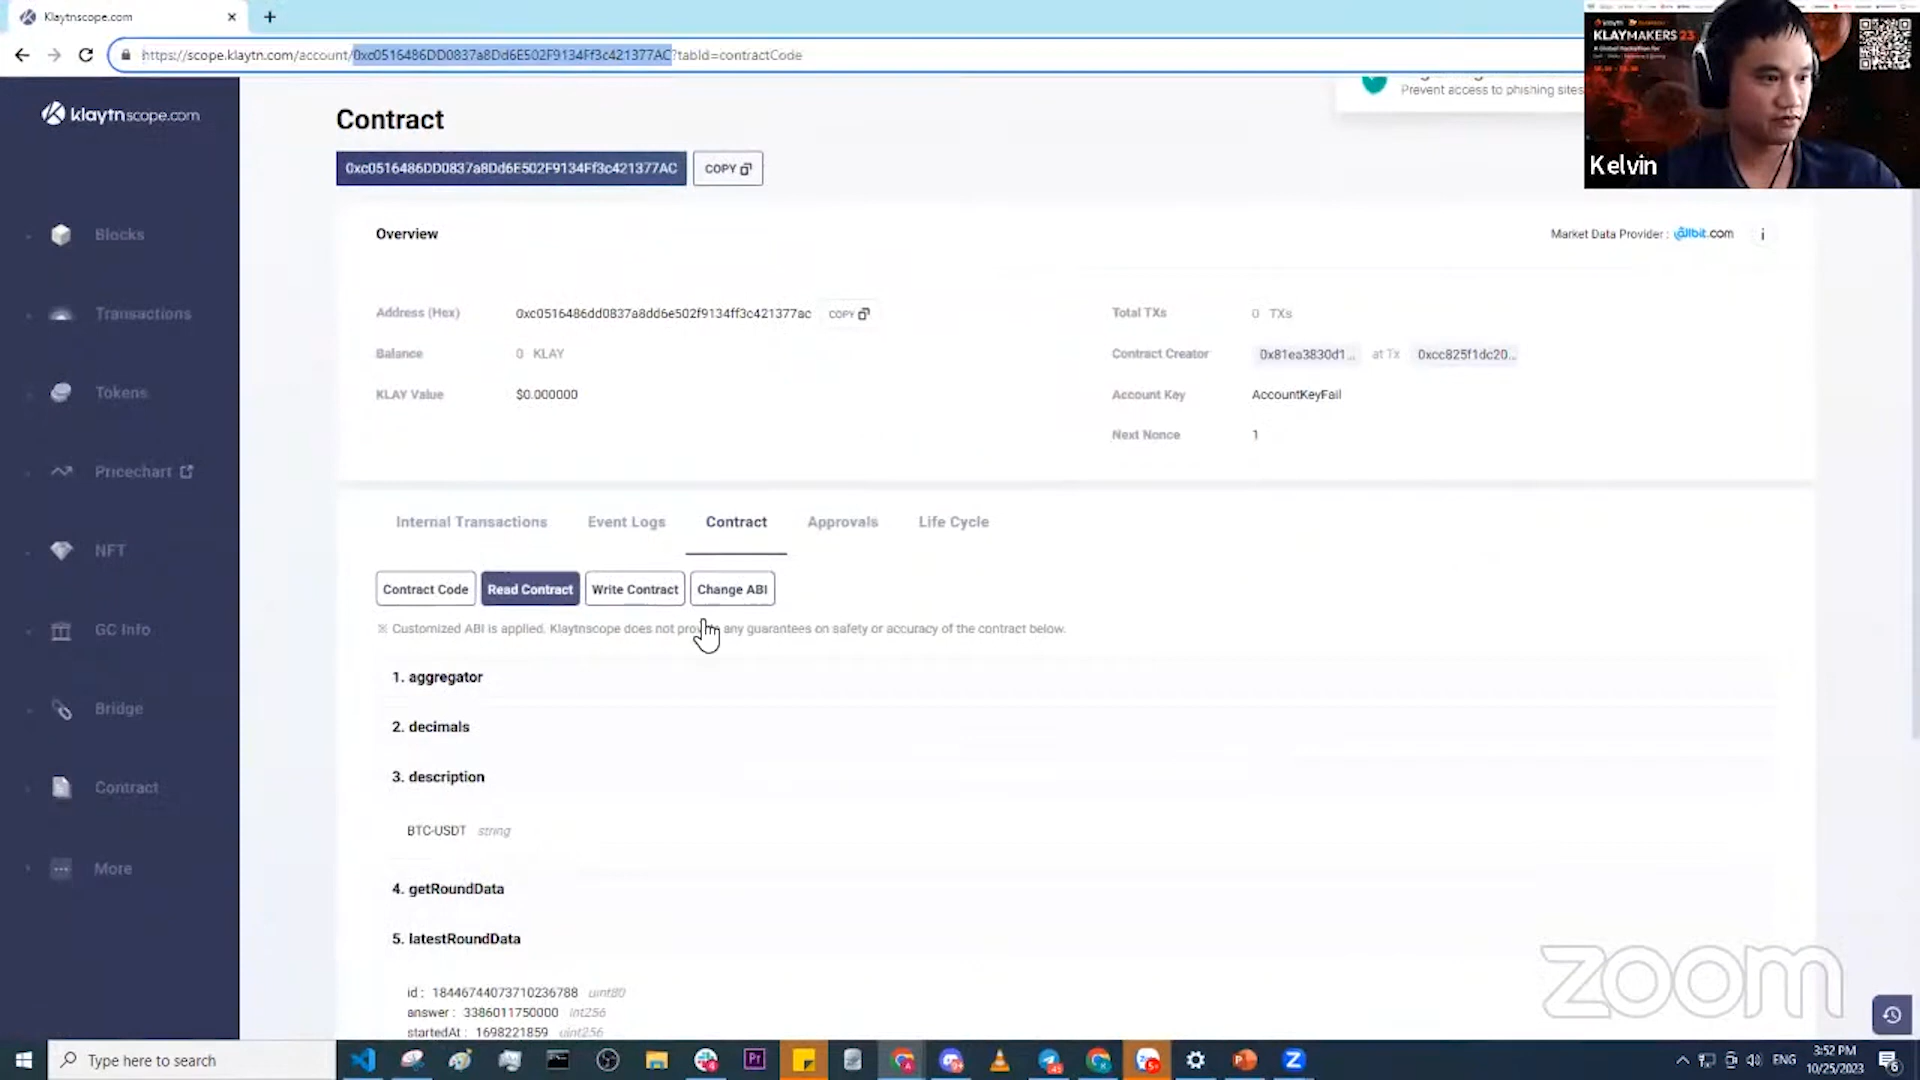 Klaytnscope.com
https://scope.klaytn.com/account/0xc0516486DD0837a8Dd6E502F9134Ff3c421377AC?tabId=contractCode
klaytnscope.com
Blocks
Transactions
Tokens
Pricechart
NFT
GC Info
Bridge
Contract
More
Contract
0xc0516486DD0837a8Dd6E502F9134Ff3c421377AC
COPY
Prevent access to phishing sites
KLAYMAKERS 23
Kelvin
Overview
Market Data Provider : allbit.com i
Address (Hex) 0xc0516486dd0837a8dd6e502f9134ff3c421377ac COPY
Balance 0 KLAY
KLAY Value $0.000000
Total TXs 0 TXs
Contract Creator 0x81ea3830d1... at Tx 0xcc825f1dc20...
Account Key AccountKeyFail
Next Nonce 1
Internal Transactions Event Logs Contract Approvals Life Cycle
Contract Code Read Contract Write Contract Change ABI
※ Customized ABI is applied. Klaytnscope does not any guarantees on safety or accuracy of the contract below.
1. aggregator
2. decimals
3. description
BTC-USDT string
4. getRoundData
5. latestRoundData
id : 18446744073710236788 uint80
answer : 3386011750000 int256
startedAt : 1698221859 uint256
zoom
Type here to search
Pr
ENG
3:52 PM
10/25/2023
6